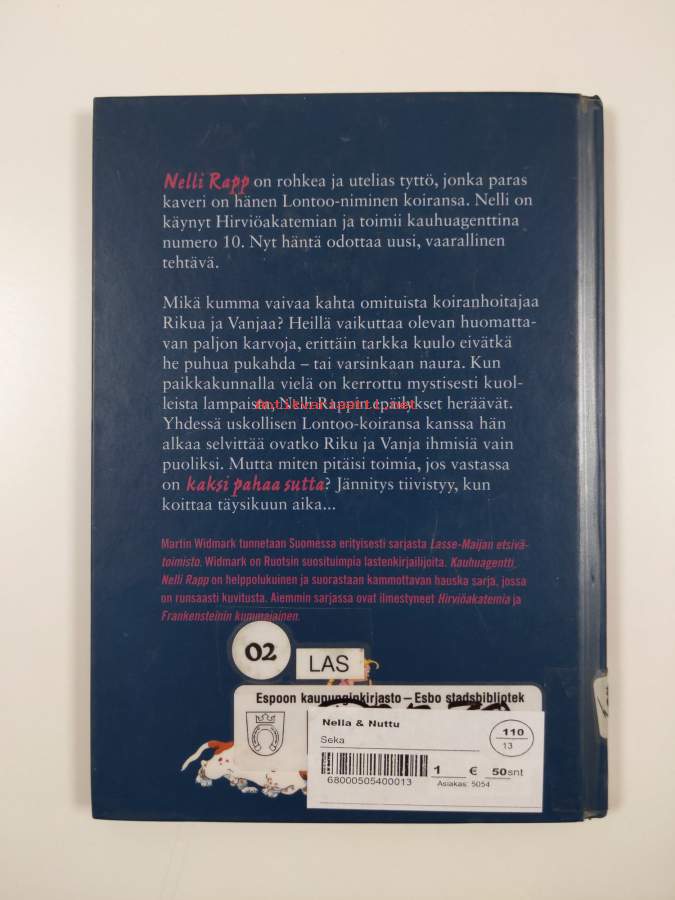 Nelli Rapp on rohkea ja utelias tyttö, jonka paras
kaveri on hänen Lontoo-niminen koiransa. Nelli on
käynyt Hirviöakatemian ja toimii kauhuagenttina
numero 10. Nyt häntä odottaa uusi, vaarallinen
tehtävä.
Mikä kumma vaivaa kahta omituista koiranhoitajaa
Rikua ja Vanjaa? Heillä vaikuttaa olevan huomatta-
van paljon karvoja, erittäin tarkka kuulo eivätkä
he puhua pukahda – tai varsinkaan naura. Kun
paikkakunnalla vielä on kerrottu mystisesti kuol-
leista lampaista, Nelli Rappin epäilykset heräävät.
antikvariaatti.net
Yhdessä uskollisen Lontoo-koiransa kanssa hän
alkaa selvittää ovatko Riku ja Vanja ihmisiä vain
puoliksi. Mutta miten pitäisi toimia, jos vastassa
on kaksi pahaa sutta? Jännitys tiivistyy, kun
koittaa täysikuun aika...
Martin Widmark tunnetaan Suomessa erityisesti sarjasta Lasse-Maijan etsivä-
toimisto. Widmark on Ruotsin suosituimpia lastenkirjailijoita. Kauhuagentti
Nelli Rapp on helppolukuinen ja suorastaan kammottavan hauska sarja, jossa
on runsaasti kuvitusta. Aiemmin sarjassa ovat ilmestyneet Hirviöakatemia ja
Frankensteinin kummajainen.
02
LAS
Espoon kaupunginkirjasto – Esbo stadsbibliotek
Nella & Nuttu
Seka
110
13
68000505400013
1 € 50snt
Asiakas: 5054